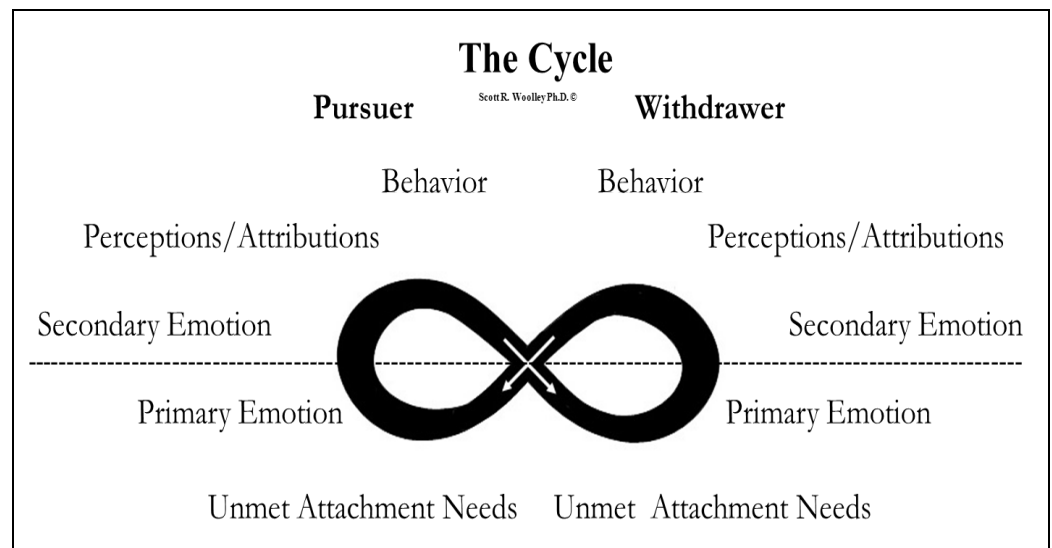 The Cycle
Scott R. Woolley Ph.D. ©
Pursuer Withdrawer
Behavior Behavior
Perceptions/Attributions Perceptions/Attributions
Secondary Emotion Secondary Emotion
Primary Emotion Primary Emotion
Unmet Attachment Needs Unmet Attachment Needs